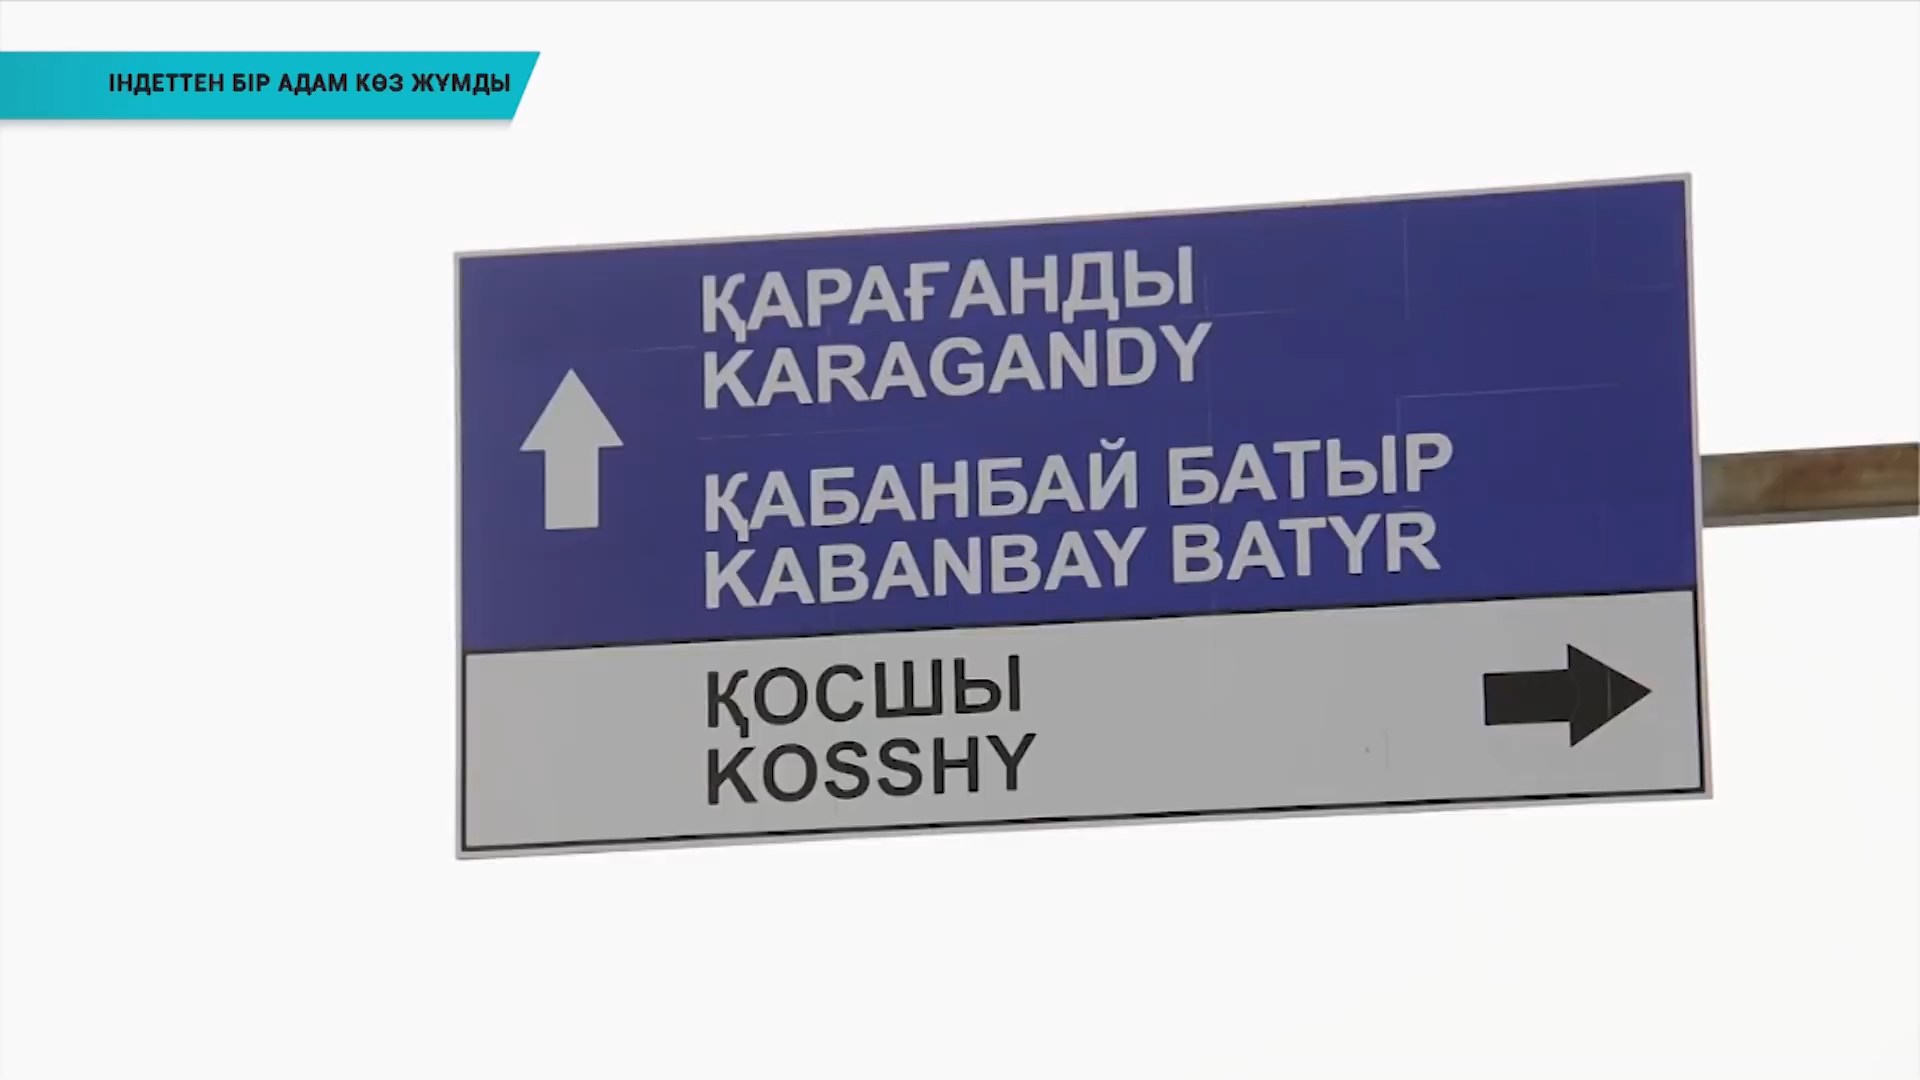 ІНДЕТТЕН БІР АДАМ КӨЗ ЖҰМДЫ
ҚАРАҒАНДЫ
KARAGANDY
ҚАБАНБАЙ БАТЫР
KABANBAY BATYR
ҚОСШЫ
KOSSHY